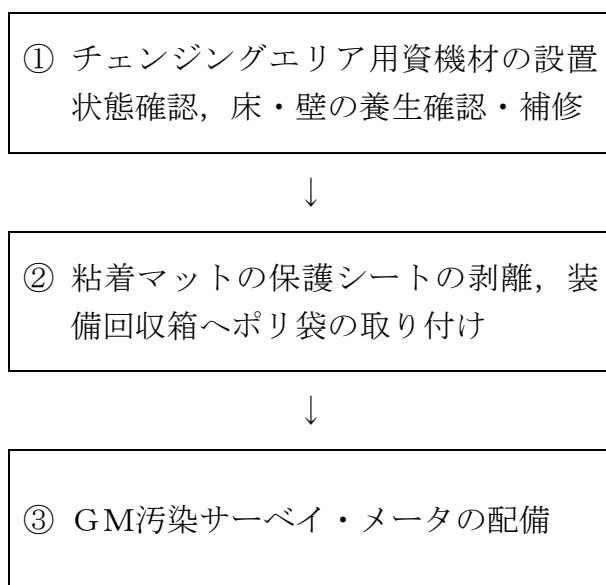 ① チェンジングエリア用資機材の設置
状態確認，床・壁の養生確認・補修
↓
② 粘着マットの保護シートの剥離，装
備回収箱へポリ袋の取り付け
↓
③ ＧＭ汚染サーベイ・メータの配備